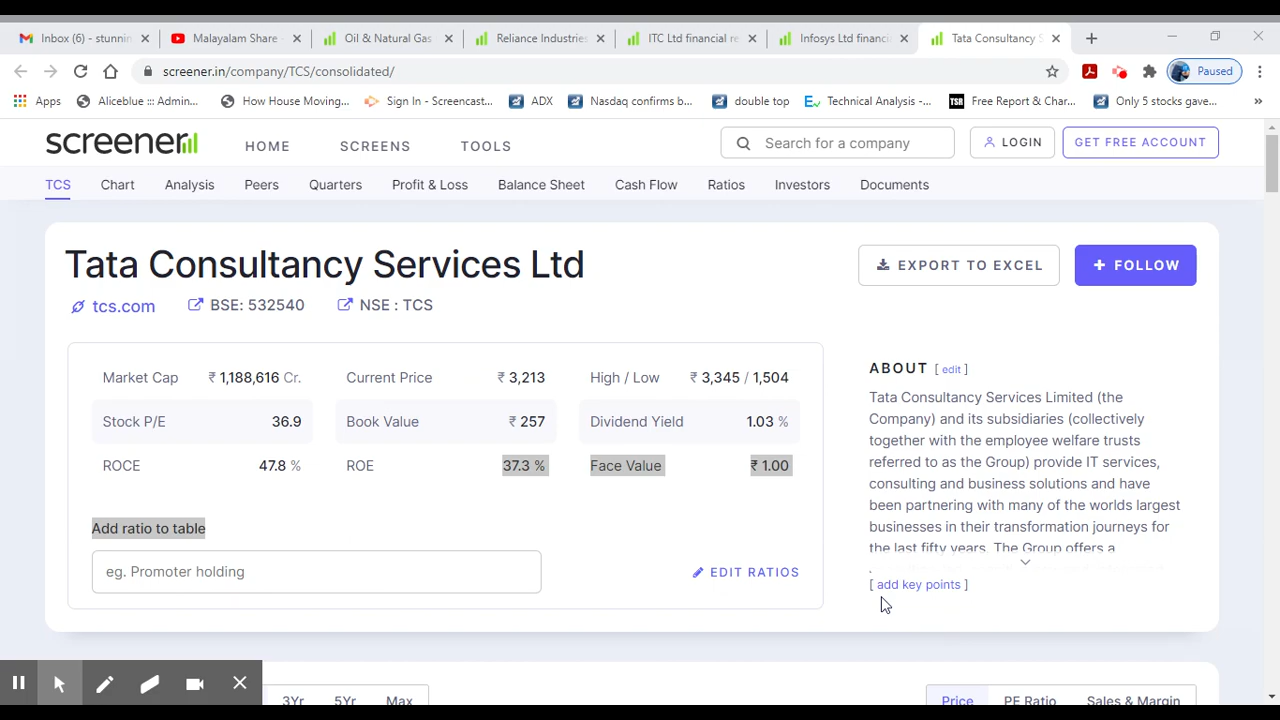 Inbox (6) - stunnin
Malayalam Share -
Oil & Natural Gas
Reliance Industries
ITC Ltd financial re
Infosys Ltd financi
Tata Consultancy S
screener.in/company/TCS/consolidated/
Paused
Apps
Aliceblue ::: Admin...
How House Moving...
Sign In - Screencast...
ADX
Nasdaq confirms b...
double top
Technical Analysis -...
TSR Free Report & Char...
Only 5 stocks gave...
»
screener
HOME
SCREENS
TOOLS
Search for a company
LOGIN
GET FREE ACCOUNT
TCS
Chart
Analysis
Peers
Quarters
Profit & Loss
Balance Sheet
Cash Flow
Ratios
Investors
Documents
Tata Consultancy Services Ltd
EXPORT TO EXCEL
+ FOLLOW
tcs.com
BSE: 532540
NSE : TCS
Market Cap ₹ 1,188,616 Cr.
Current Price ₹ 3,213
High / Low ₹ 3,345 / 1,504
Stock P/E 36.9
Book Value ₹ 257
Dividend Yield 1.03 %
ROCE 47.8 %
ROE 37.3 %
Face Value ₹ 1.00
Add ratio to table
eg. Promoter holding
EDIT RATIOS
ABOUT [ edit ]
Tata Consultancy Services Limited (the
Company) and its subsidiaries (collectively
together with the employee welfare trusts
referred to as the Group) provide IT services,
consulting and business solutions and have
been partnering with many of the worlds largest
businesses in their transformation journeys for
the last fifty years. The Group offers a
[ add key points ]
3Yr
5Yr
Max
Price
PE Ratio
Sales & Margin